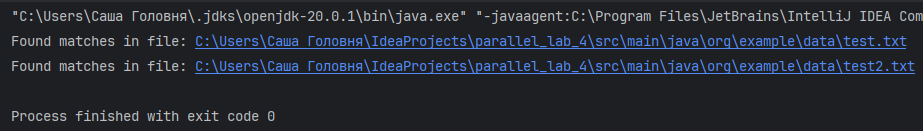 "C:\Users\Саша Головня\.jdks\openjdk-20.0.1\bin\java.exe" "-javaagent:C:\Program Files\JetBrains\IntelliJ IDEA Com
Found matches in file: C:\Users\Саша Головня\IdeaProjects\parallel_lab_4\src\main\java\org\example\data\test.txt
Found matches in file: C:\Users\Саша Головня\IdeaProjects\parallel_lab_4\src\main\java\org\example\data\test2.txt
Process finished with exit code 0